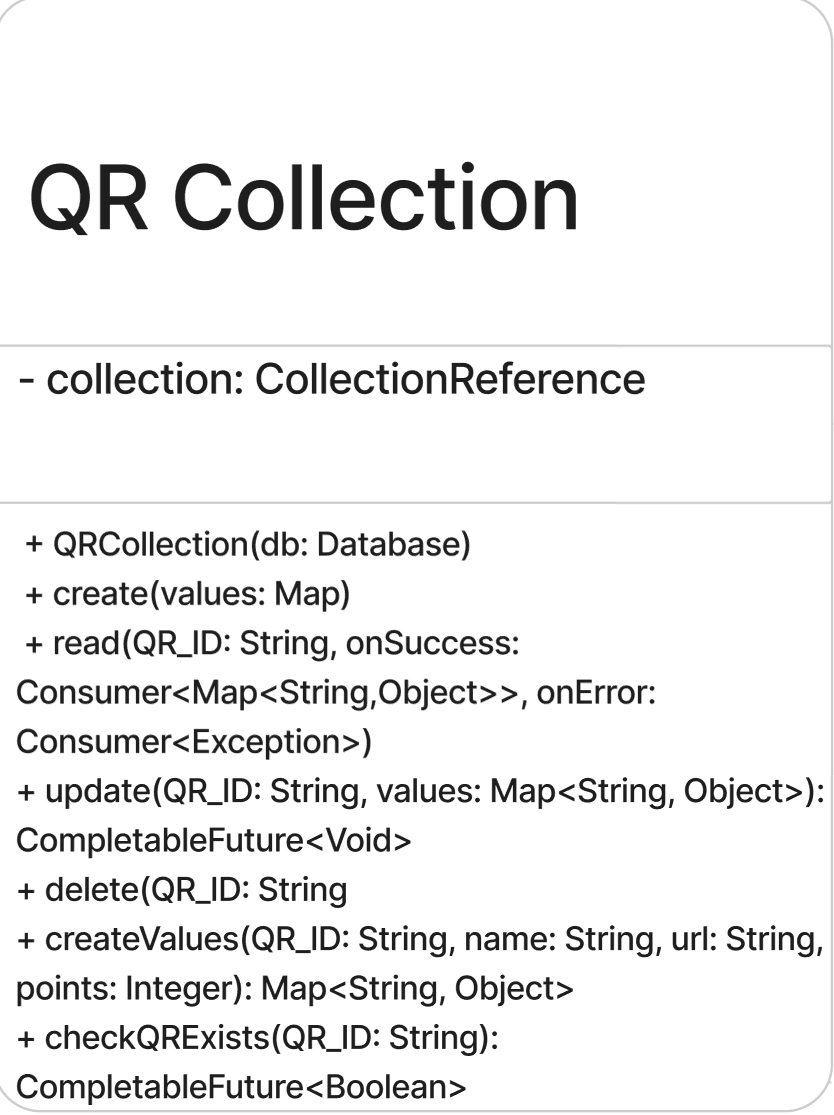 QR Collection
- collection: CollectionReference
+ QRCollection(db: Database)
+ create(values: Map)
+ read(QR_ID: String, onSuccess:
Consumer<Map<String,Object>>, onError:
Consumer<Exception>)
+ update(QR_ID: String, values: Map<String, Object>):
CompletableFuture<Void>
+ delete(QR_ID: String
+ createValues(QR_ID: String, name: String, url: String,
points: Integer): Map<String, Object>
+ checkQRExists(QR_ID: String):
CompletableFuture<Boolean>